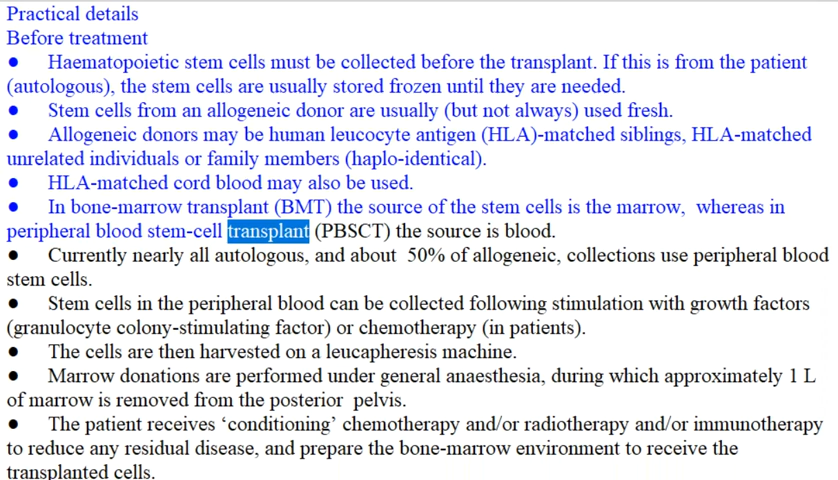 Practical details
Before treatment
● Haematopoietic stem cells must be collected before the transplant. If this is from the patient
(autologous), the stem cells are usually stored frozen until they are needed.
● Stem cells from an allogeneic donor are usually (but not always) used fresh.
● Allogeneic donors may be human leucocyte antigen (HLA)-matched siblings, HLA-matched
unrelated individuals or family members (haplo-identical).
● HLA-matched cord blood may also be used.
● In bone-marrow transplant (BMT) the source of the stem cells is the marrow, whereas in
peripheral blood stem-cell transplant (PBSCT) the source is blood.
● Currently nearly all autologous, and about 50% of allogeneic, collections use peripheral blood
stem cells.
● Stem cells in the peripheral blood can be collected following stimulation with growth factors
(granulocyte colony-stimulating factor) or chemotherapy (in patients).
● The cells are then harvested on a leucapheresis machine.
● Marrow donations are performed under general anaesthesia, during which approximately 1 L
of marrow is removed from the posterior pelvis.
● The patient receives ‘conditioning’ chemotherapy and/or radiotherapy and/or immunotherapy
to reduce any residual disease, and prepare the bone-marrow environment to receive the
transplanted cells.